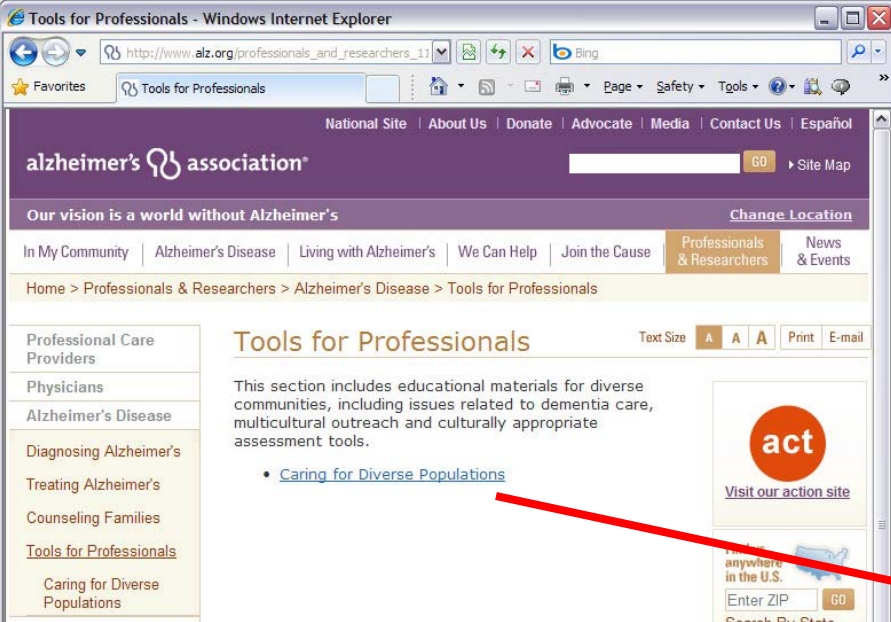 Tools for Professionals - Windows Internet Explorer
http://www.alz.org/professionals_and_researchers_11
Bing
Favorites
Tools for Professionals
Page
Safety
Tools
»
National Site | About Us | Donate | Advocate | Media | Contact Us | Español
alzheimer's association®
GO
Site Map
Our vision is a world without Alzheimer's
Change Location
In My Community | Alzheimer's Disease | Living with Alzheimer's | We Can Help | Join the Cause
Professionals
& Researchers
News
& Events
Home > Professionals & Researchers > Alzheimer's Disease > Tools for Professionals
Professional Care
Providers
Physicians
Alzheimer's Disease
Diagnosing Alzheimer's
Treating Alzheimer's
Counseling Families
Tools for Professionals
Caring for Diverse
Populations
Tools for Professionals
Text Size A A A Print E-mail
This section includes educational materials for diverse
communities, including issues related to dementia care,
multicultural outreach and culturally appropriate
assessment tools.
• Caring for Diverse Populations
act
Visit our action site
anywhere
in the U.S.
Enter ZIP GO
Search By State